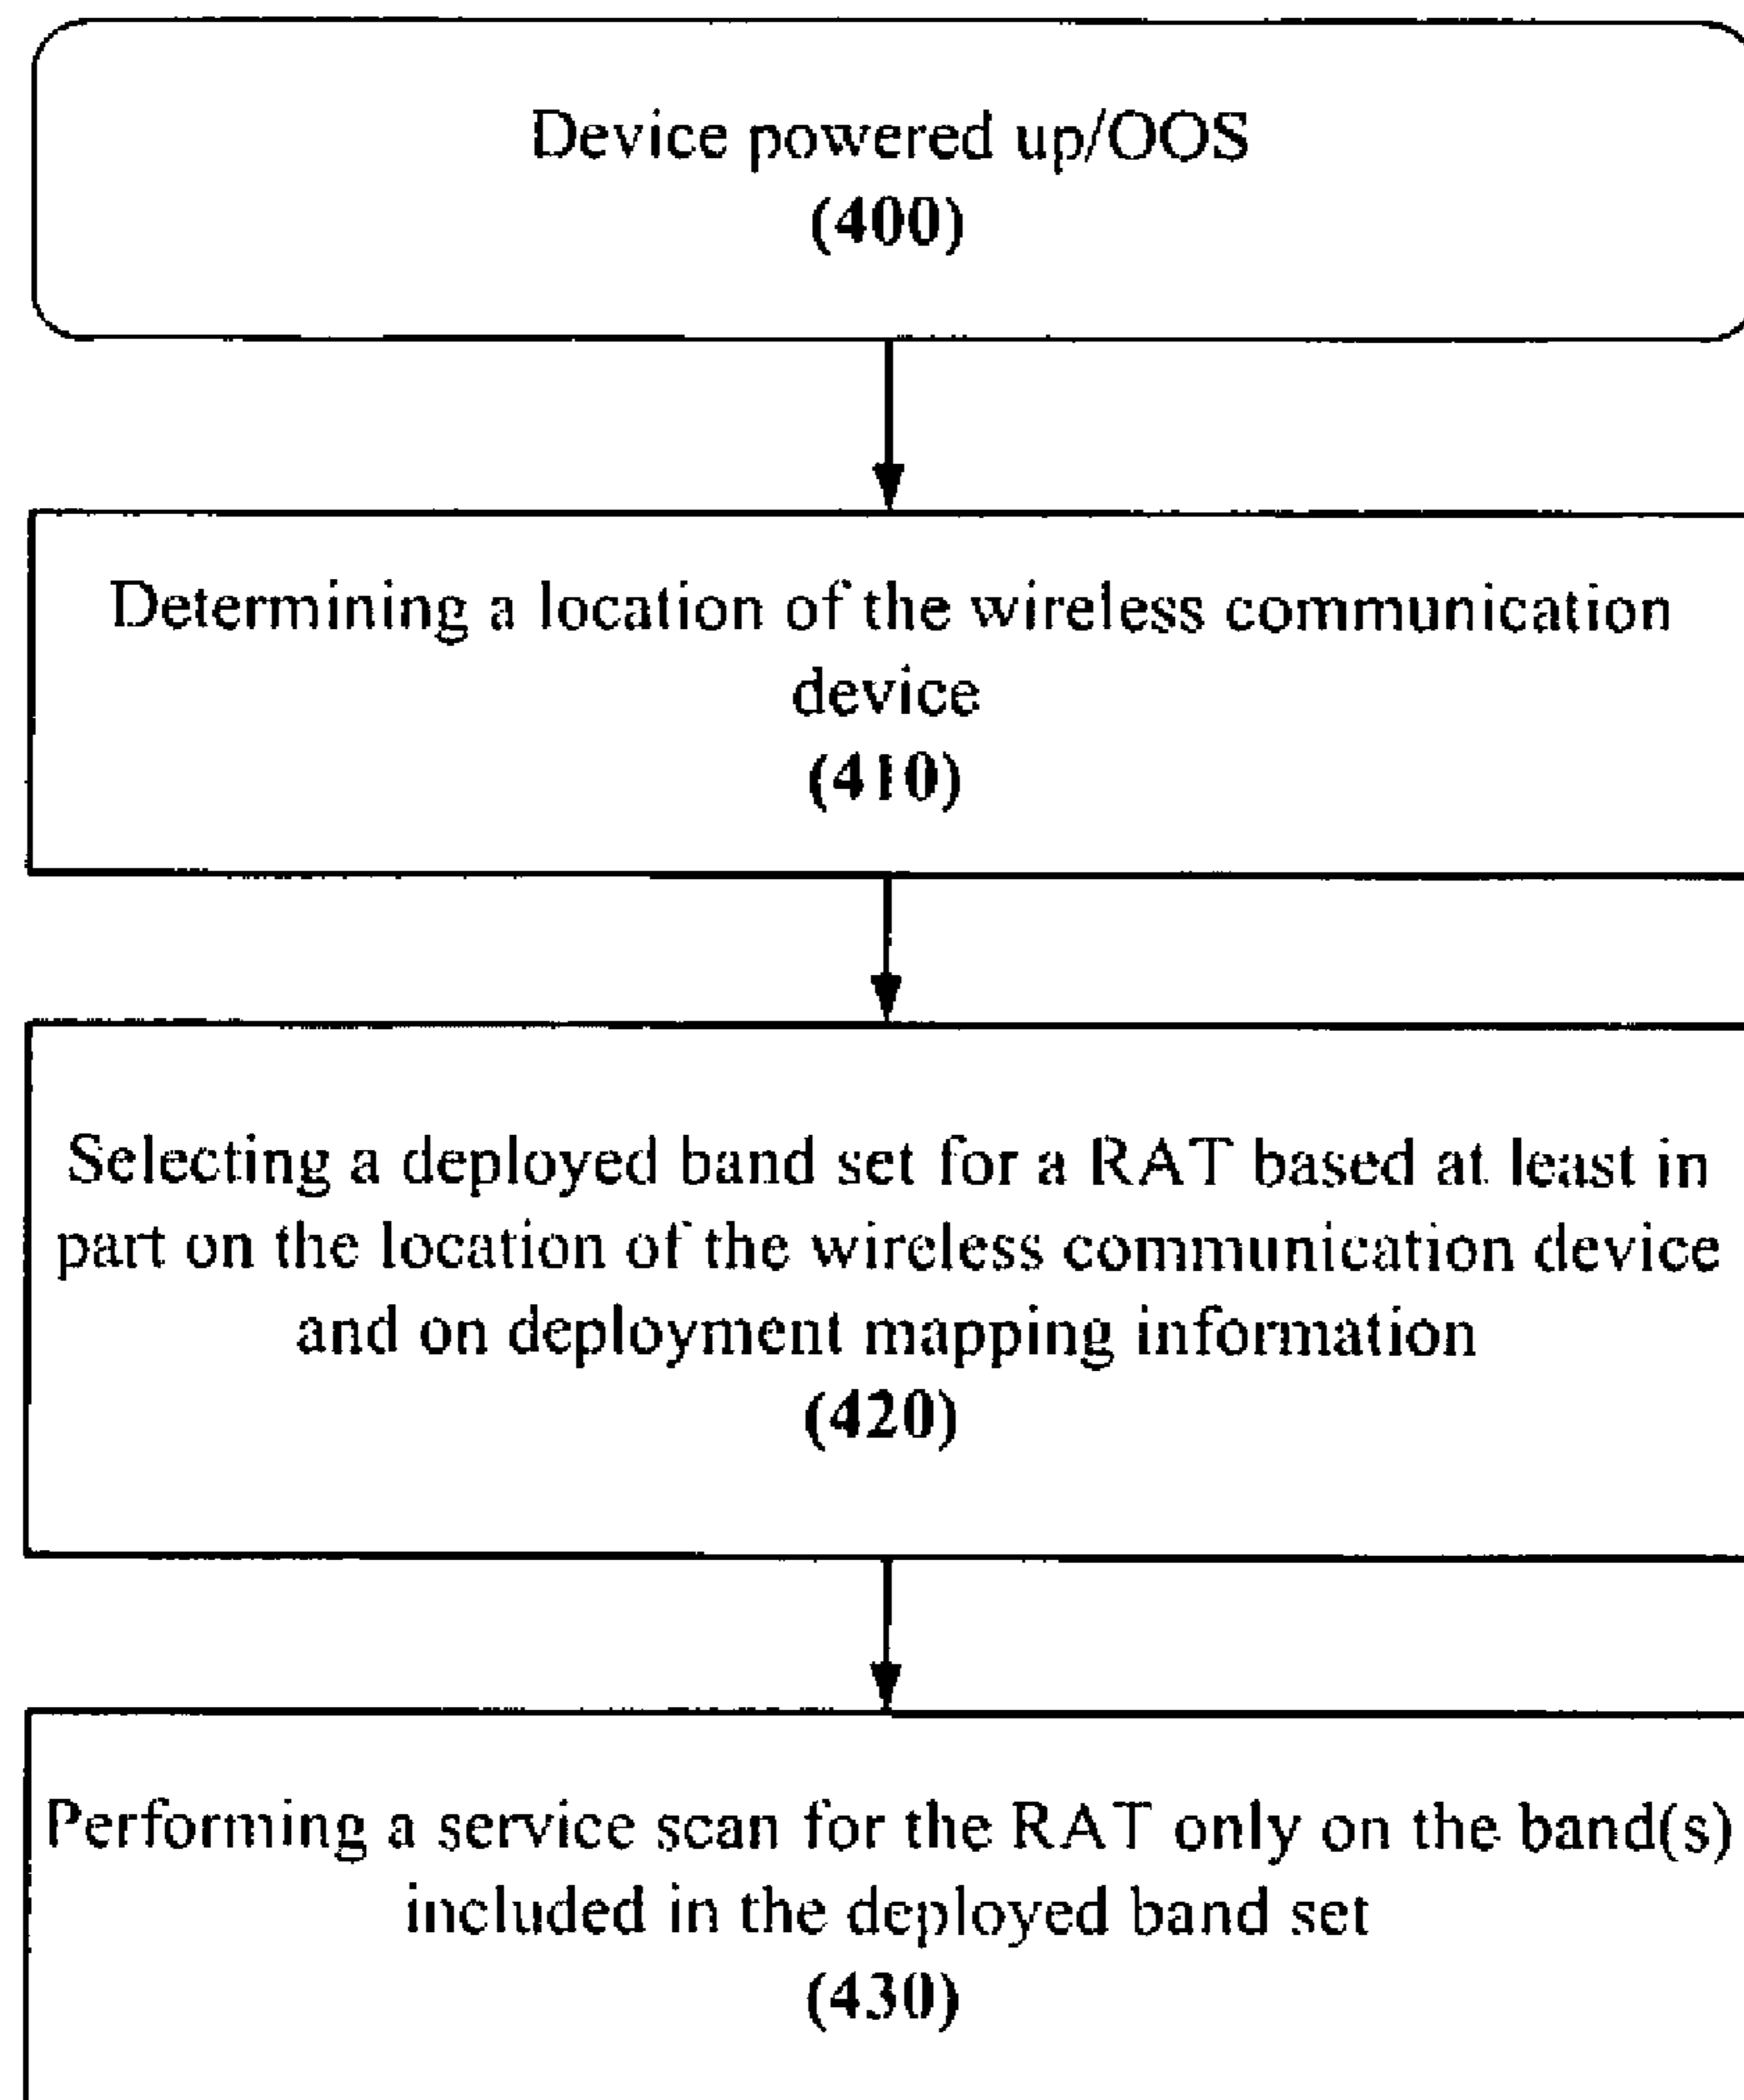 Device powered up/OOS
(400)
Determining a location of the wireless communication
device
(410)
Selecting a deployed band set for a RAT based at least in
part on the location of the wireless communication device
and on deployment mapping information
(420)
Performing a service scan for the RAT only on the band(s)
included in the deployed band set
(430)